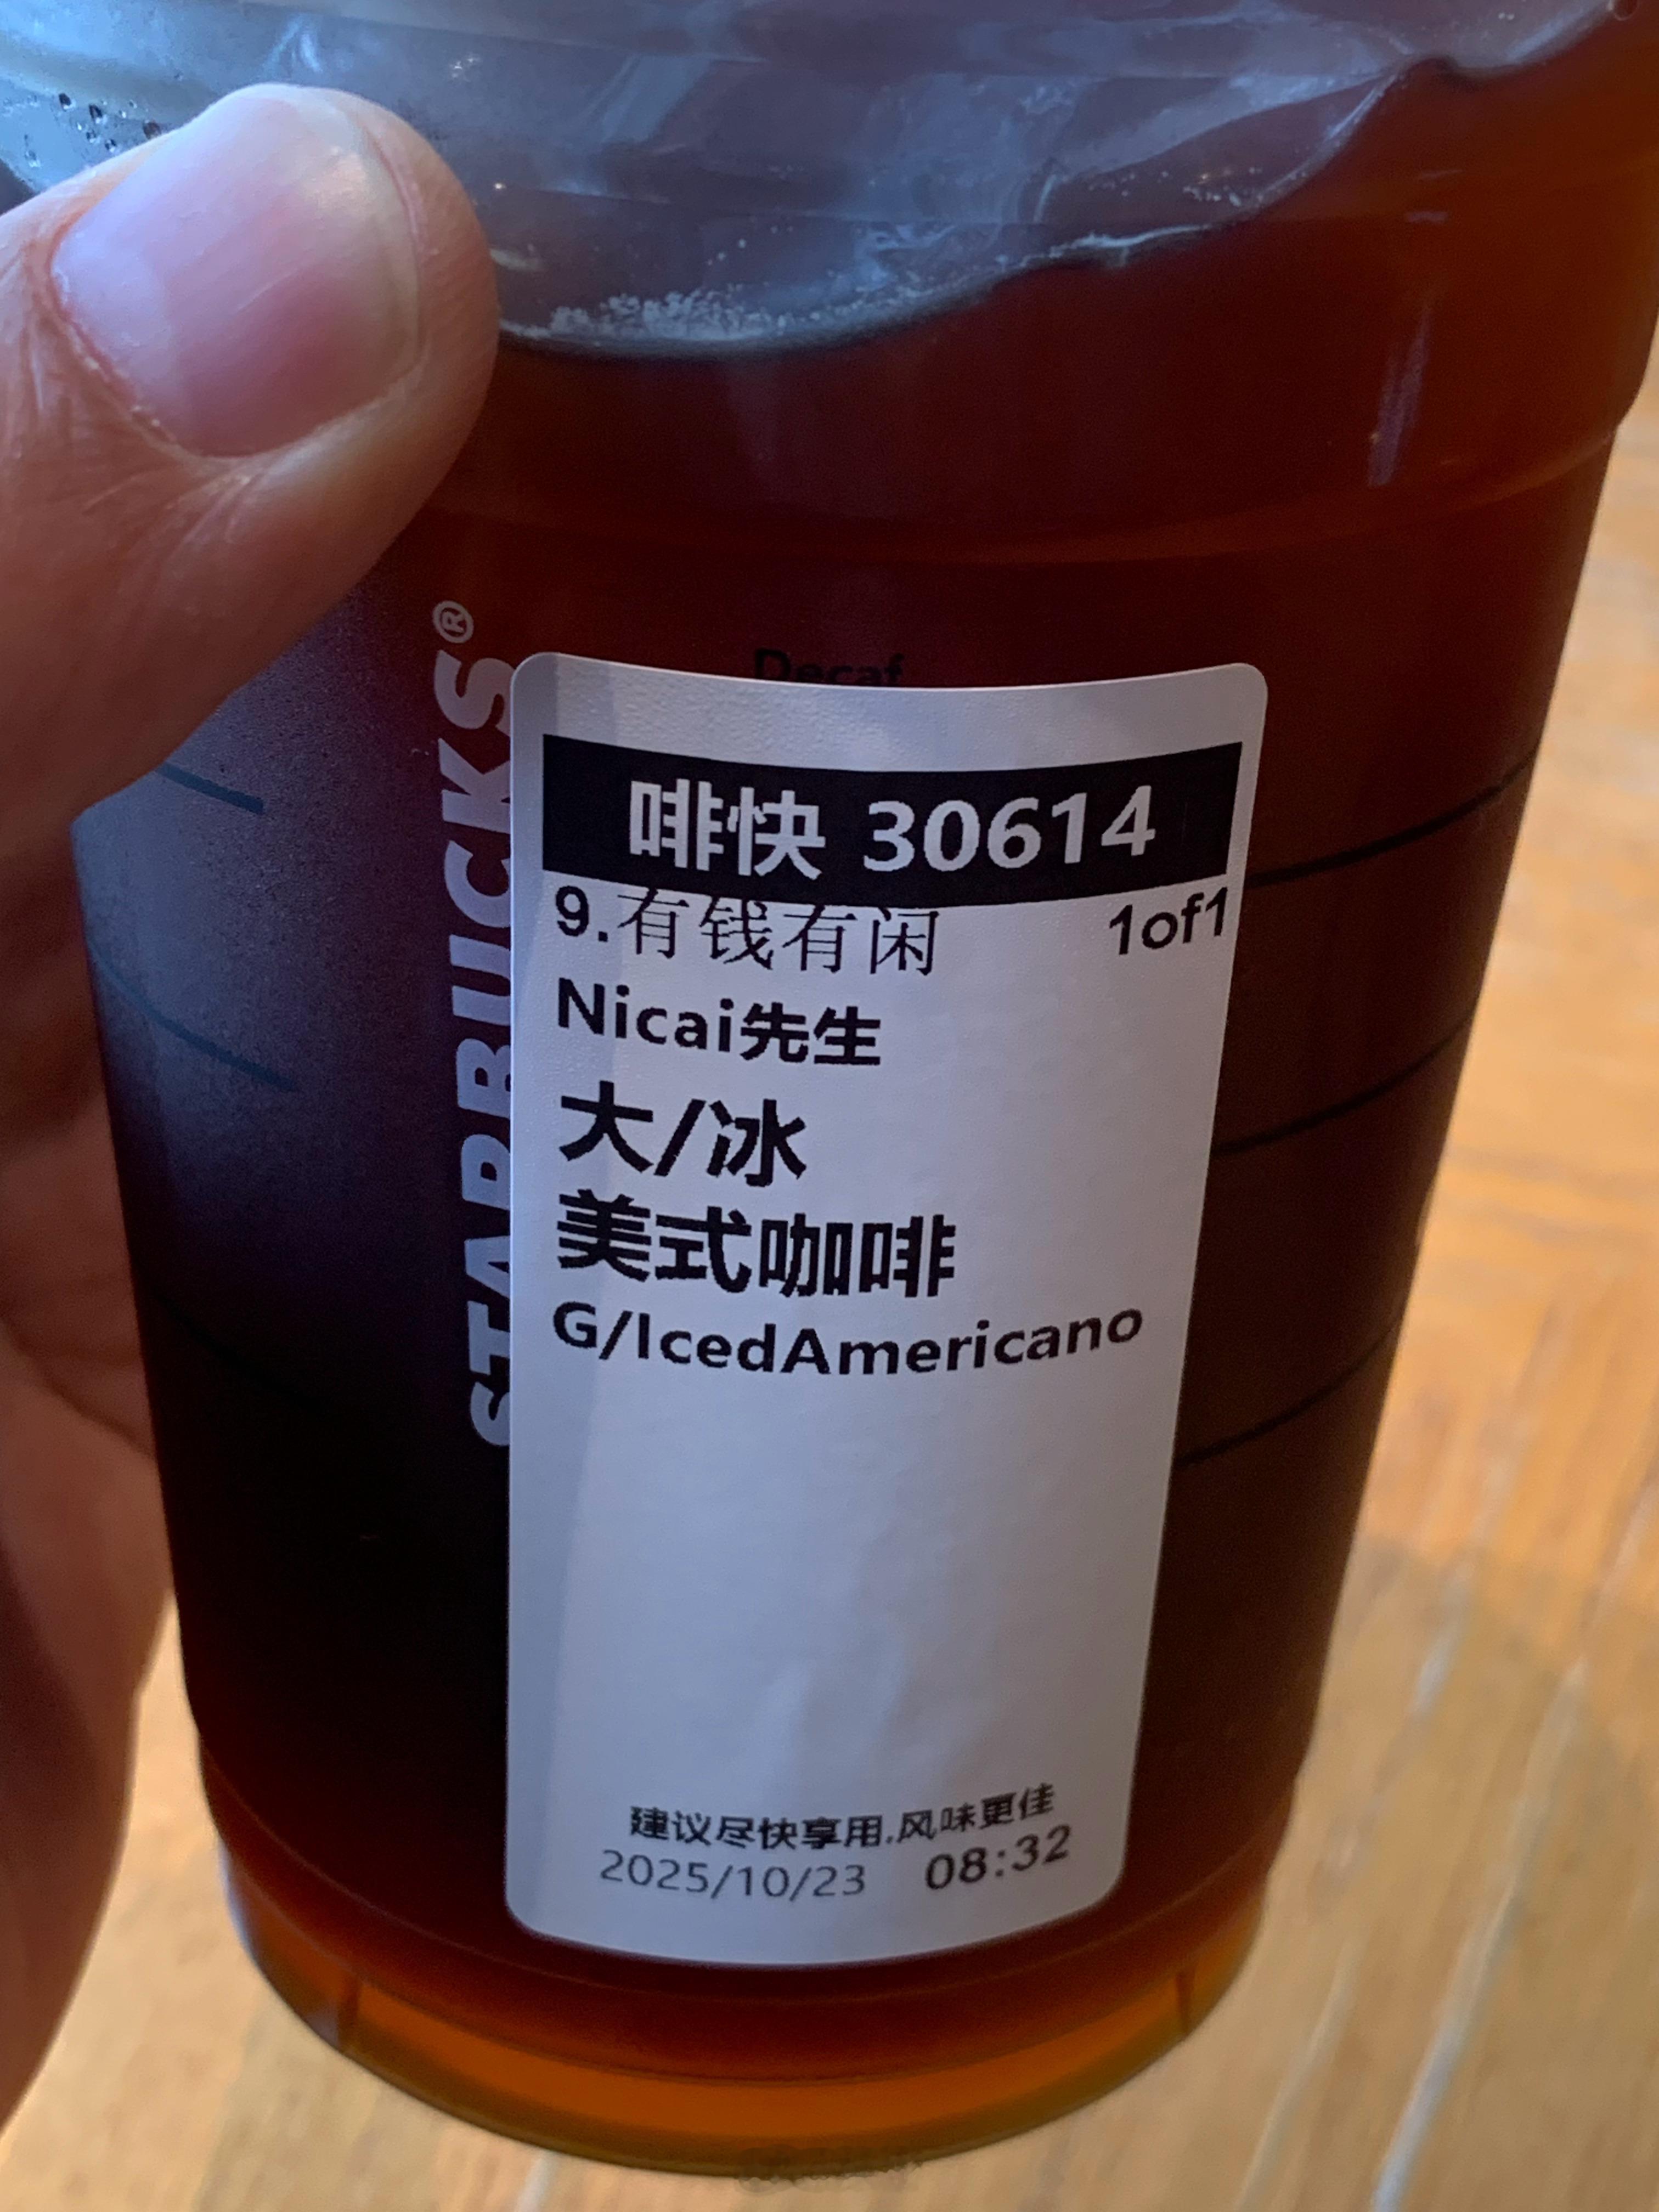 Decaf
STARBUCKS®
啡快 30614
9.有钱有闲 1of1
Nicai先生
大/冰
美式咖啡
G/IcedAmericano
建议尽快享用.风味更佳
2025/10/23 08:32